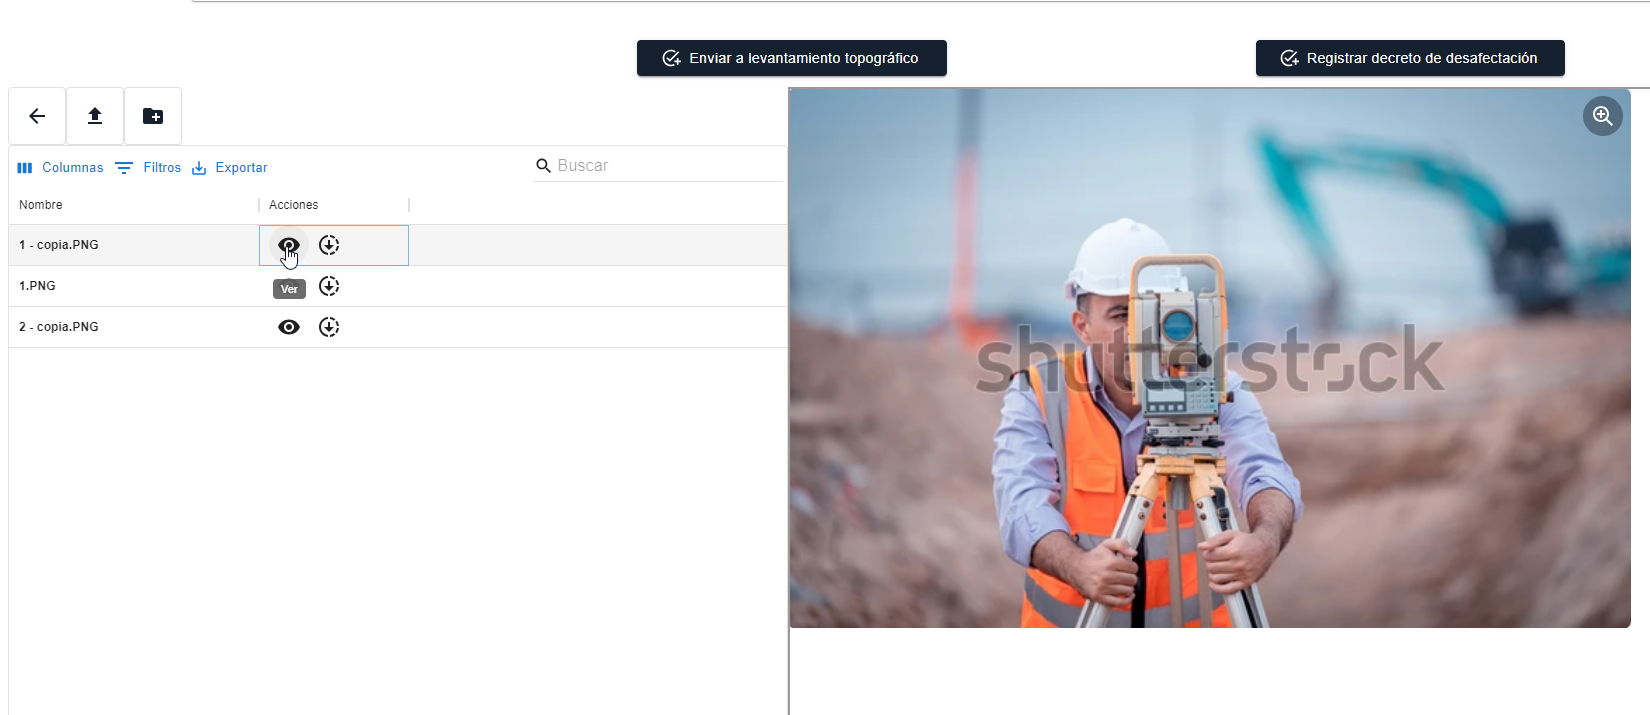 Enviar a levantamiento topográfico
Registrar decreto de desafectación
Columnas Filtros Exportar Buscar
Nombre Acciones
1 - copia.PNG
1.PNG Ver
2 - copia.PNG
shutterstock